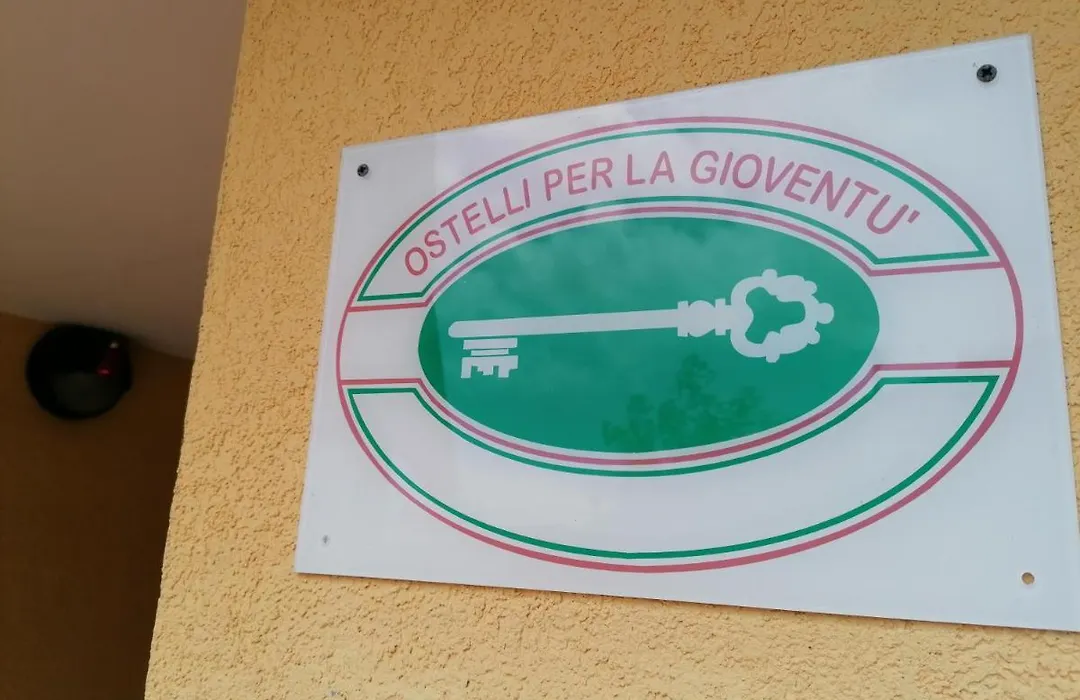 OSTELLI PER LA GIOVENTU'